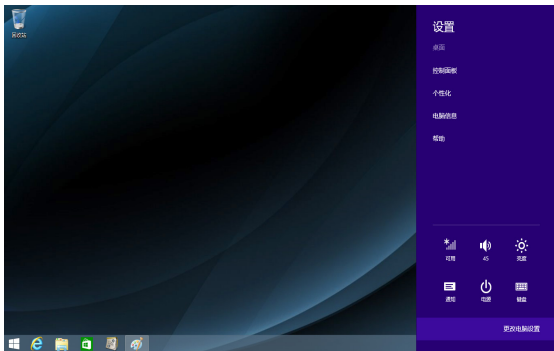 回收站
设置
桌面
控制面板
个性化
电脑信息
帮助
可用
45
亮度
通知
电源
键盘
更改电脑设置